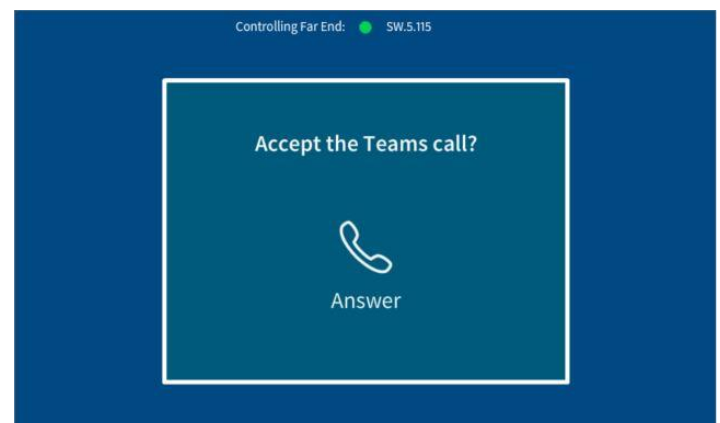 Controlling Far End: SW.5.115
Accept the Teams call?
Answer